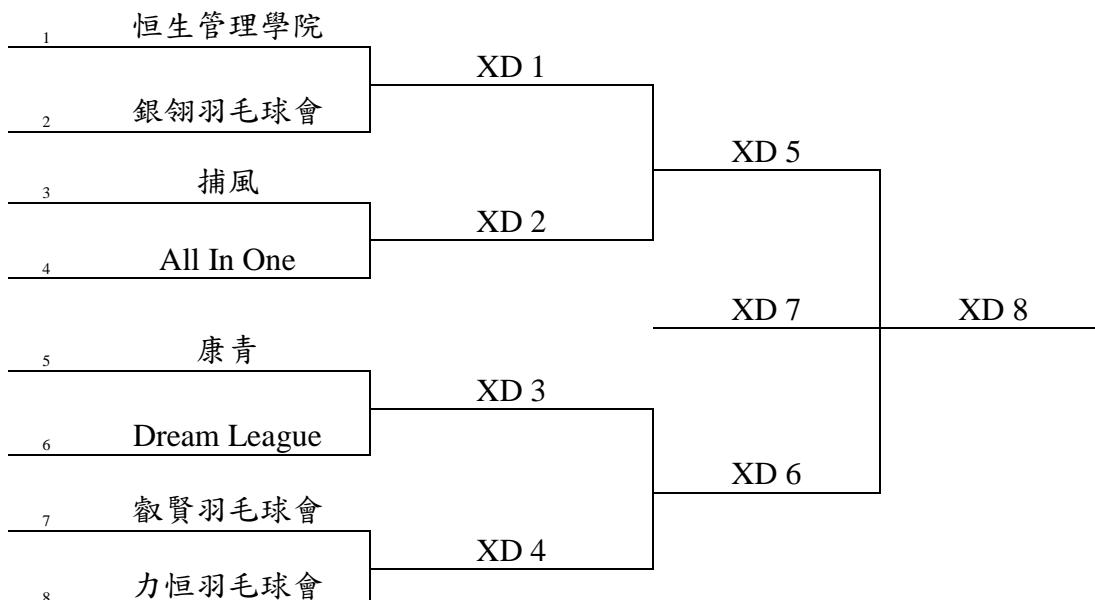 1 恒生管理學院
XD 1
2 銀翎羽毛球會
XD 5
3 捕風
XD 2
4 All In One
XD 7
XD 8
5 康青
XD 3
6 Dream League
XD 6
7 叡賢羽毛球會
XD 4
8 力恒羽毛球會